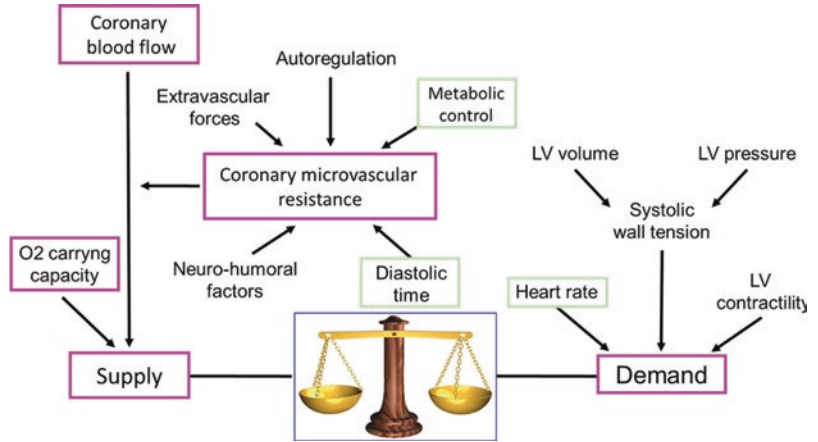 Coronary
blood flow
Autoregulation
Extravascular
forces
Metabolic
control
Coronary microvascular
resistance
LV volume
LV pressure
Systolic
wall tension
O2 carryng
capacity
Neuro-humoral
factors
Diastolic
time
Heart rate
LV
contractility
Supply
Demand